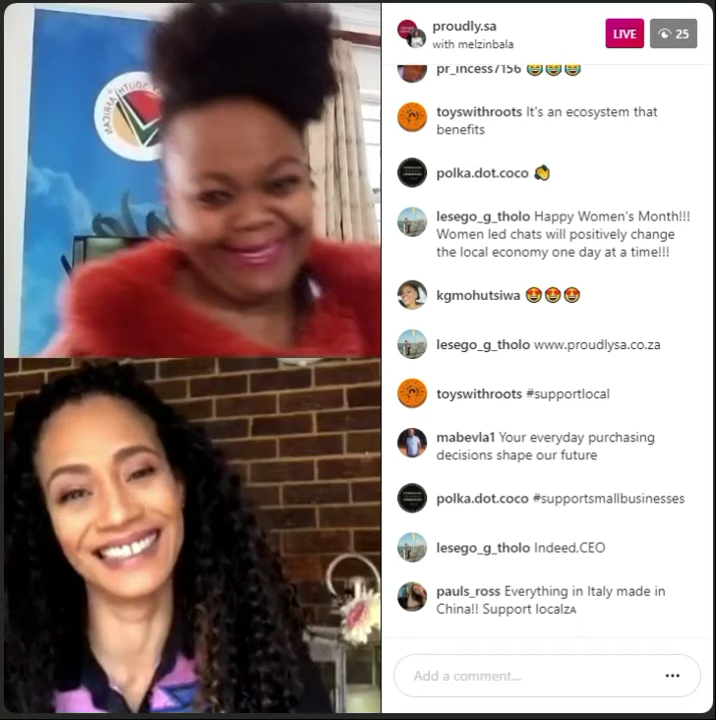 proudly.sa
with melzinbala
LIVE
25
pr_incess7156 😂😂😂
toyswithroots It's an ecosystem that
benefits
polka.dot.coco 👏
lesego_g_tholo Happy Women's Month!!!
Women led chats will positively change
the local economy one day at a time!!!
kgmohutsiwa 😍😍😍
lesego_g_tholo www.proudlysa.co.za
toyswithroots #supportlocal
mabevla1 Your everyday purchasing
decisions shape our future
polka.dot.coco #supportsmallbusinesses
lesego_g_tholo Indeed,CEO
pauls_ross Everything in Italy made in
China!! Support localZA
Add a comment...